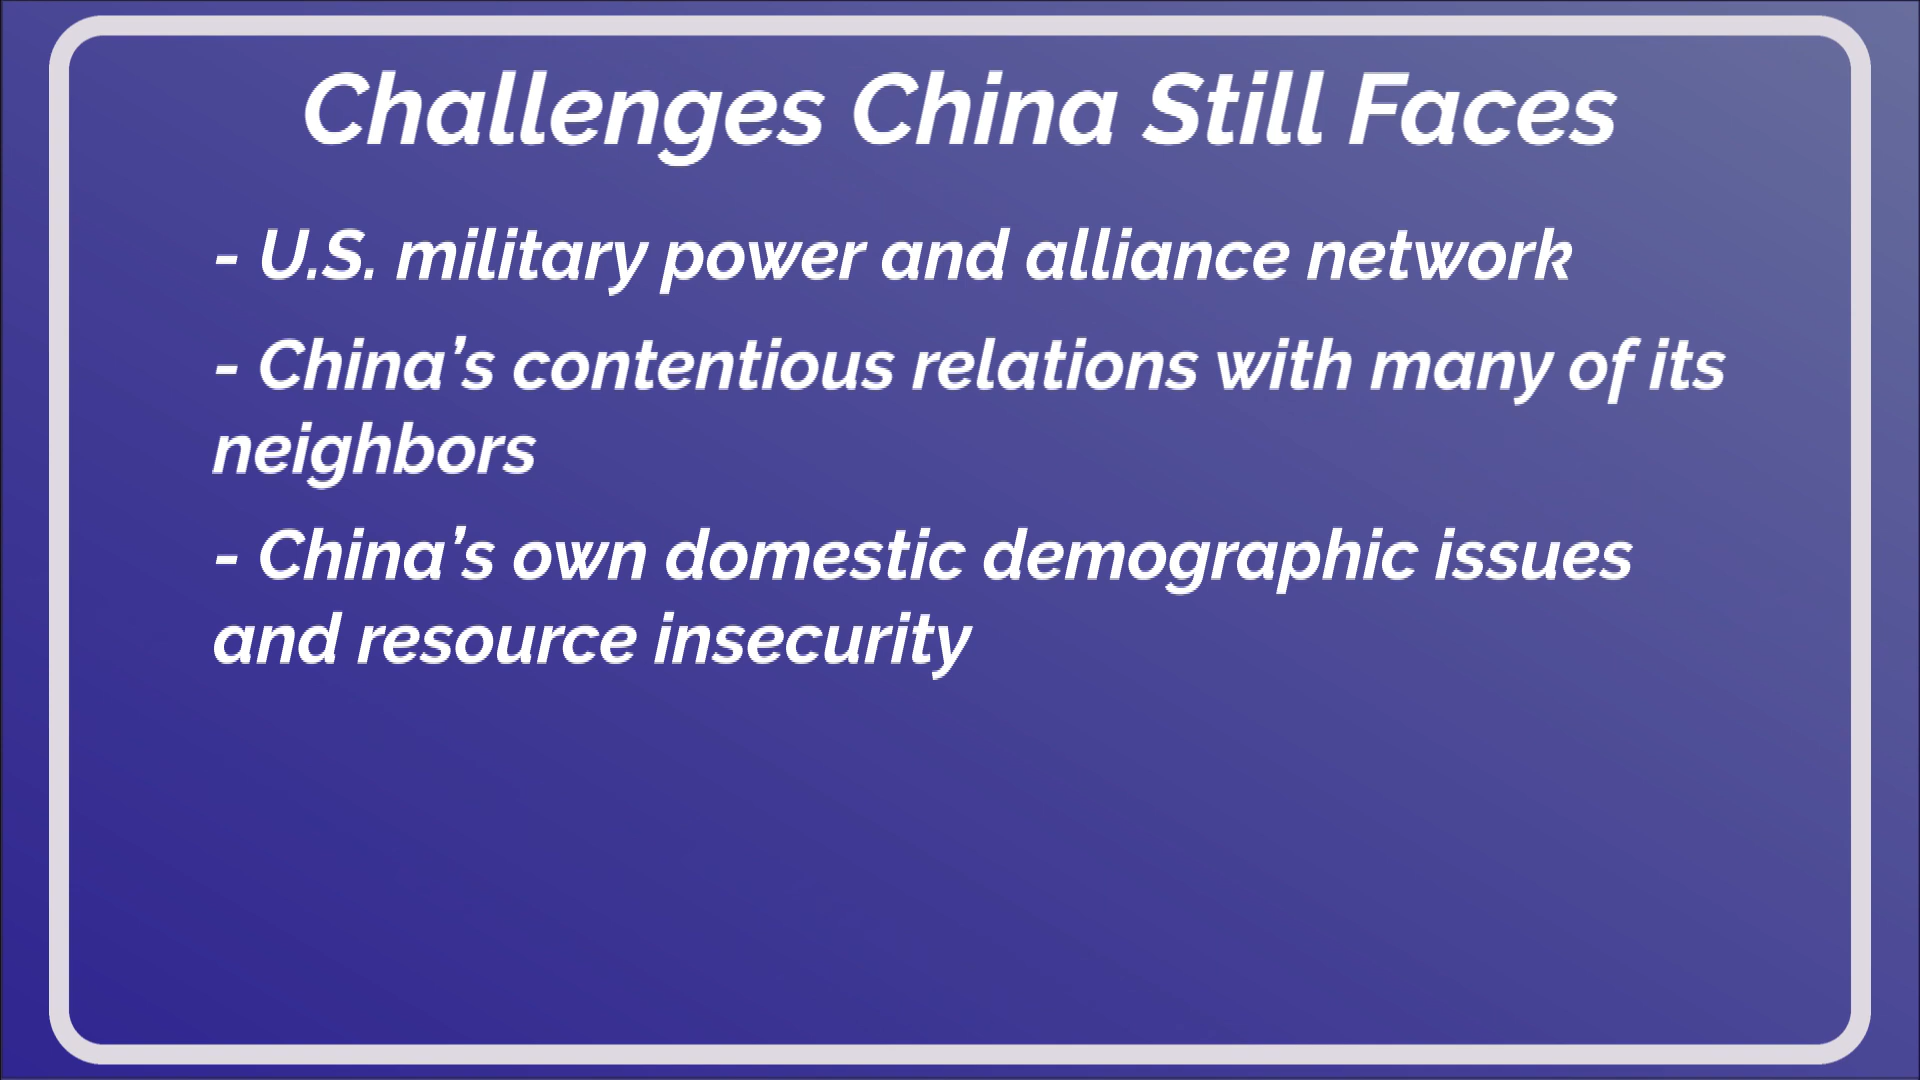 Challenges China Still Faces
- U.S. military power and alliance network
- China’s contentious relations with many of its
neighbors
- China’s own domestic demographic issues
and resource insecurity